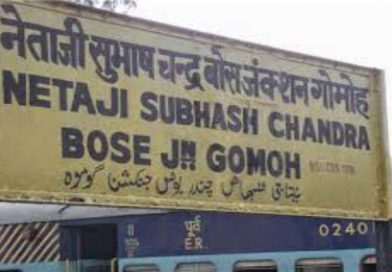 नेताजी सुभाष चन्द्र बोस जंक्शन गोमोह
NETAJI SUBHASH CHANDRA
BOSE JN GOMOH
نیتاجی سبھاش چندر بوس جنکشن گوموہ
पूर्व
E.R.
0240